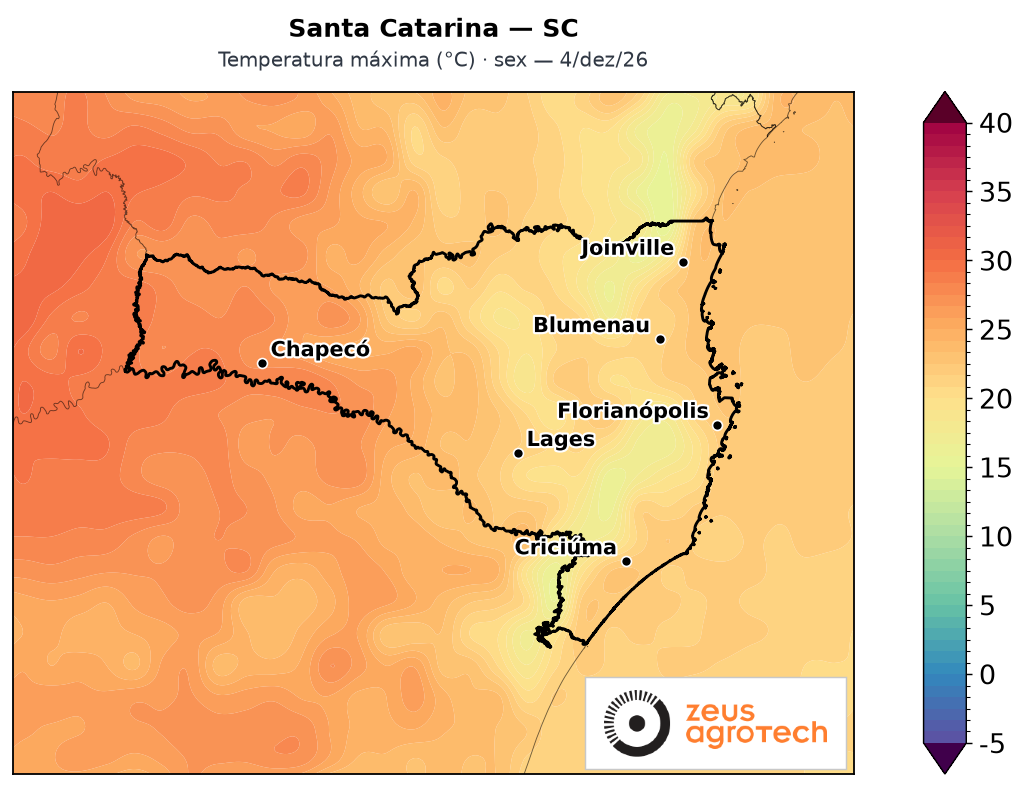 Santa Catarina — SC
Temperatura máxima (°C) · sex — 4/dez/26
Joinville
Blumenau
Chapecó
Florianópolis
Lages
Criciúma
40
35
30
25
20
15
10
5
0
-5
zeus
agrotech